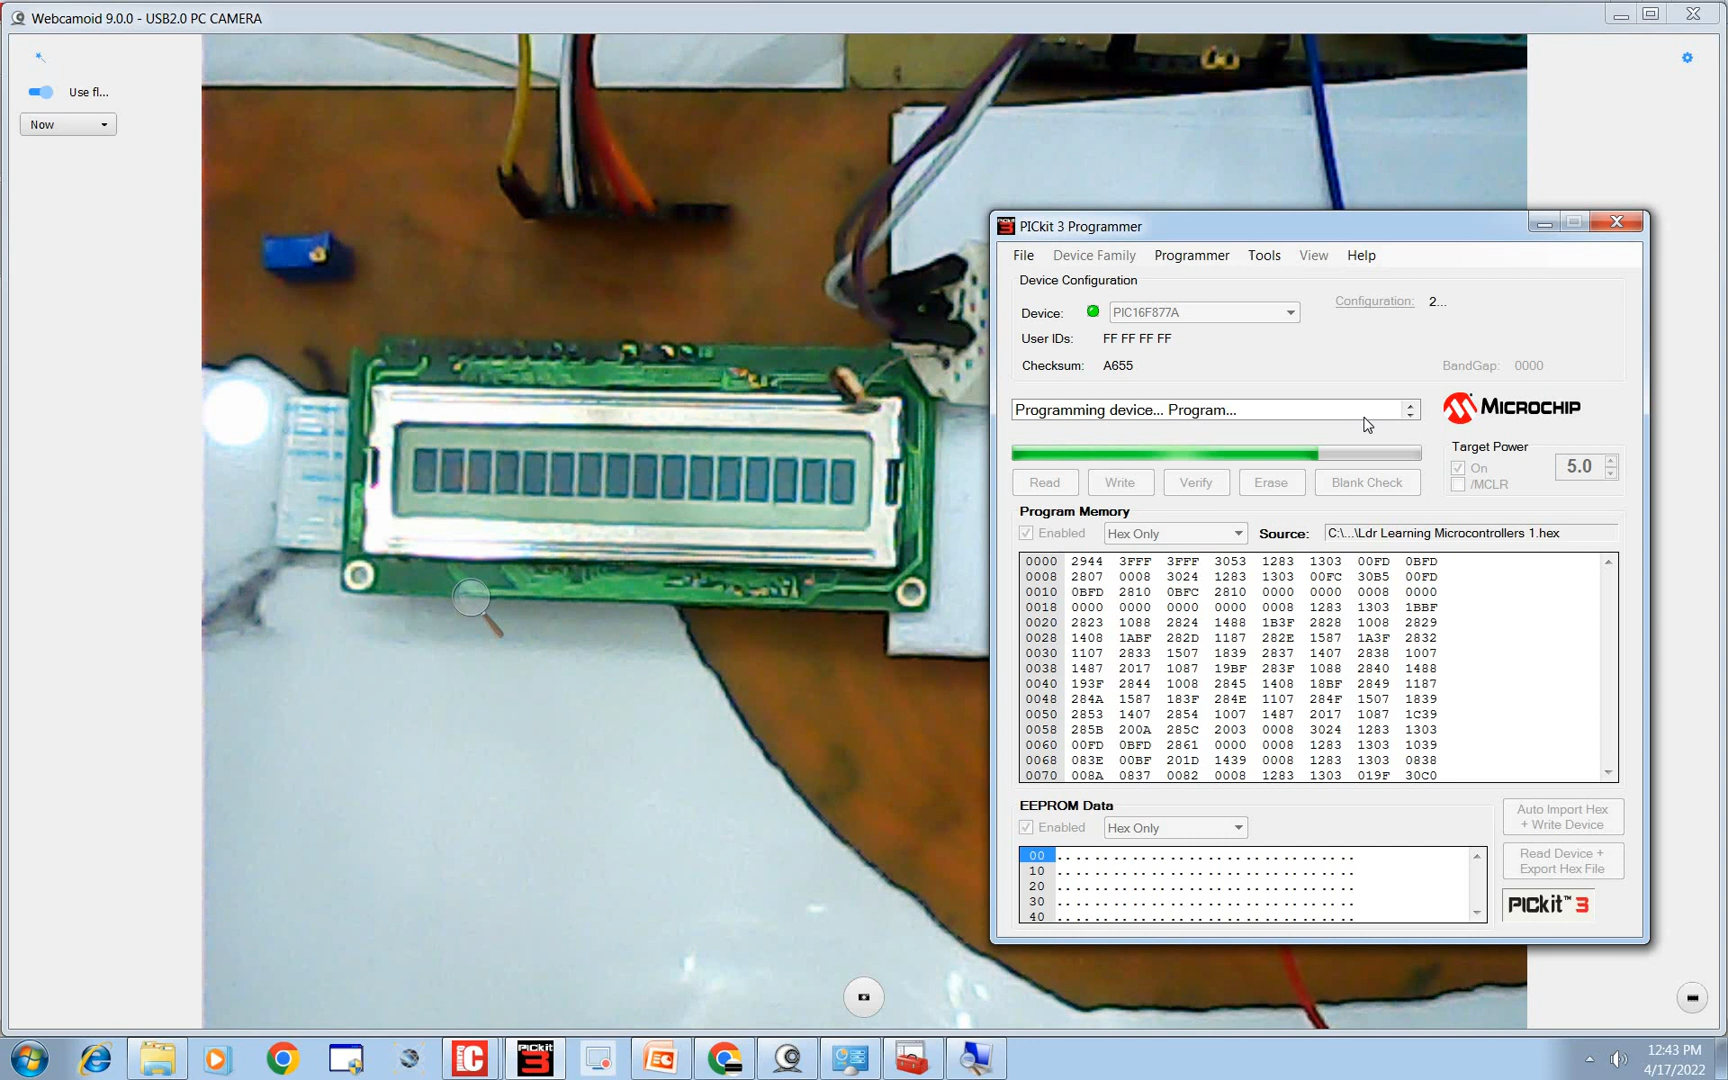 Webcamoid 9.0.0 - USB2.0 PC CAMERA
Use fl...
Now
PICkit 3 Programmer
File Device Family Programmer Tools View Help
Device Configuration
Device: PIC16F877A Configuration: 2...
User IDs: FF FF FF FF
Checksum: A655 BandGap: 0000
Programming device... Program...
MICROCHIP
Target Power
On
/MCLR
5.0
Read Write Verify Erase Blank Check
Program Memory
Enabled Hex Only Source: C:\...\Ldr Learning Microcontrollers 1.hex
0000 2944 3FFF 3FFF 3053 1283 1303 00FD 0BFD
0008 2807 0008 3024 1283 1303 00FC 30B5 00FD
0010 0BFD 2810 0BFC 2810 0000 0000 0008 0000
0018 0000 0000 0000 0000 0008 1283 1303 1BBF
0020 2823 1088 2824 1488 1B3F 2828 1008 2829
0028 1408 1ABF 282D 1187 282E 1587 1A3F 2832
0030 1107 2833 1507 1839 2837 1407 2838 1007
0038 1487 2017 1087 19BF 283F 1088 2840 1488
0040 193F 2844 1008 2845 1408 18BF 2849 1187
0048 284A 1587 183F 284E 1107 284F 1507 1839
0050 2853 1407 2854 1007 1487 2017 1087 1C39
0058 285B 200A 285C 2003 0008 3024 1283 1303
0060 00FD 0BFD 2861 0000 0008 1283 1303 1039
0068 083E 00BF 201D 1439 0008 1283 1303 0838
0070 008A 0837 0082 0008 1283 1303 019F 30C0
EEPROM Data
Enabled Hex Only
00
10
20
30
40
Auto Import Hex
+ Write Device
Read Device +
Export Hex File
PICkit™ 3
12:43 PM
4/17/2022